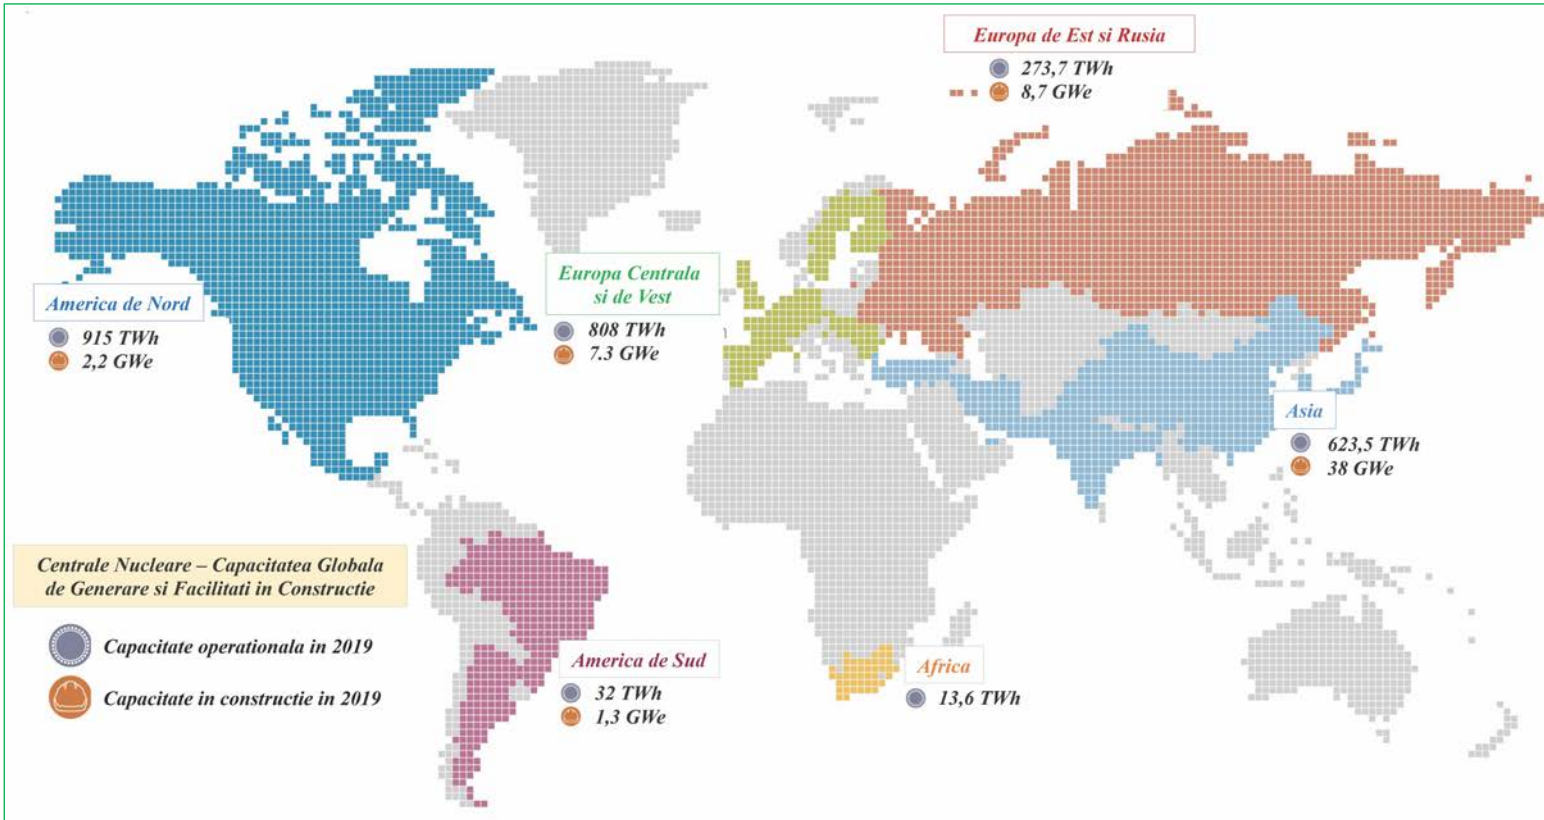 Europa de Est si Rusia
273,7 TWh
8,7 GWe
America de Nord
915 TWh
2,2 GWe
Europa Centrala
si de Vest
808 TWh
7.3 GWe
Asia
623,5 TWh
38 GWe
Centrale Nucleare – Capacitatea Globala
de Generare si Facilitati in Constructie
Capacitate operationala in 2019
Capacitate in constructie in 2019
America de Sud
32 TWh
1,3 GWe
Africa
13,6 TWh